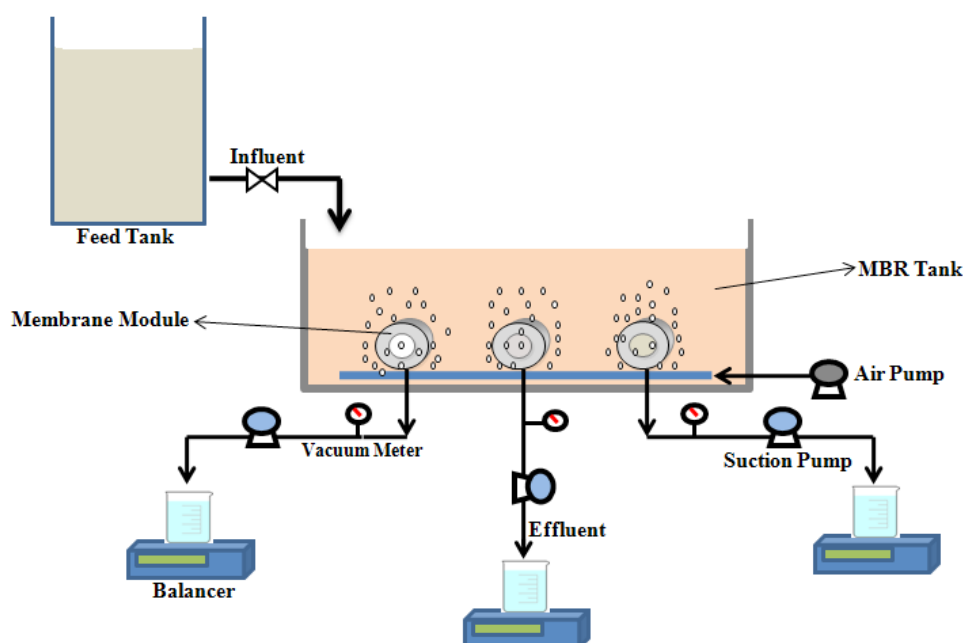 Influent
Feed Tank
MBR Tank
Membrane Module
Air Pump
Vacuum Meter
Suction Pump
Effluent
Balancer